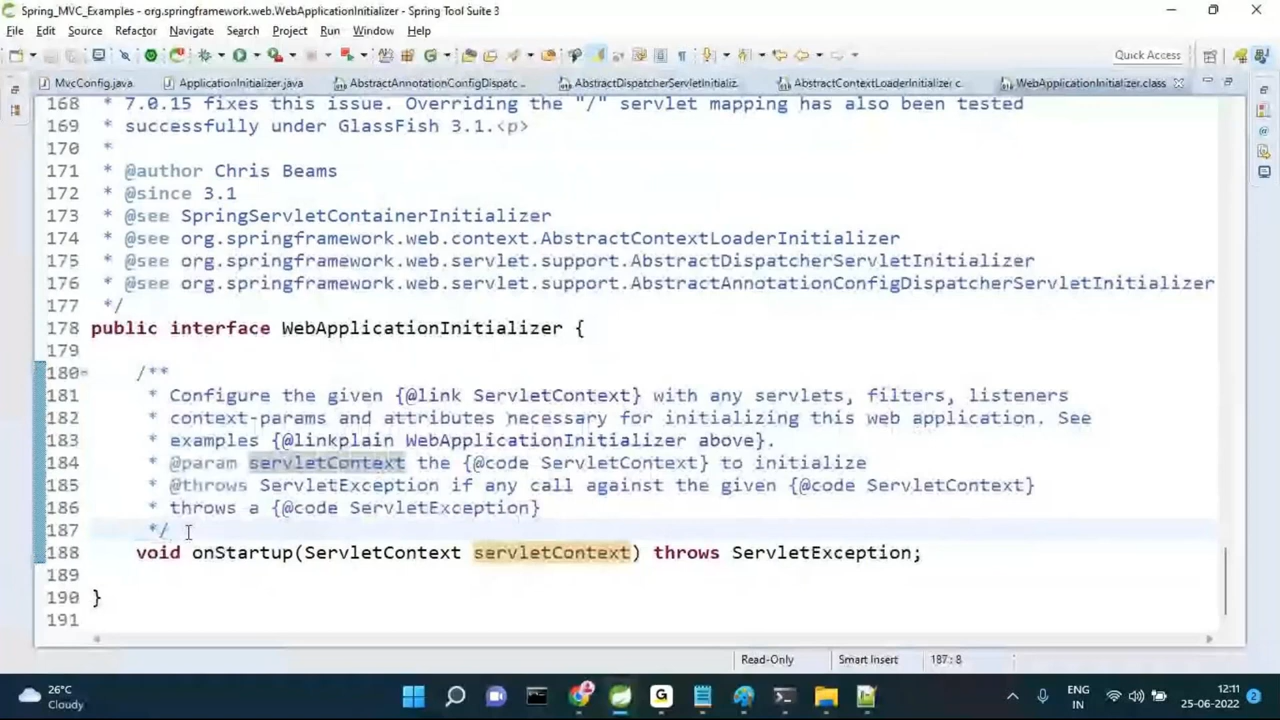 Spring_MVC_Examples - org.springframework.web.WebApplicationInitializer - Spring Tool Suite 3
File Edit Source Refactor Navigate Search Project Run Window Help
Quick Access
MvcConfig.java ApplicationInitializer.java AbstractAnnotationConfigDispatc... AbstractDispatcherServletInitializ... AbstractContextLoaderInitializer.c... WebApplicationInitializer.class
168 * 7.0.15 fixes this issue. Overriding the "/" servlet mapping has also been tested
169 * successfully under GlassFish 3.1.<p>
170 *
171 * @author Chris Beams
172 * @since 3.1
173 * @see SpringServletContainerInitializer
174 * @see org.springframework.web.context.AbstractContextLoaderInitializer
175 * @see org.springframework.web.servlet.support.AbstractDispatcherServletInitializer
176 * @see org.springframework.web.servlet.support.AbstractAnnotationConfigDispatcherServletInitializer
177 */
178 public interface WebApplicationInitializer {
179
180 /**
181 * Configure the given {@link ServletContext} with any servlets, filters, listeners
182 * context-params and attributes necessary for initializing this web application. See
183 * examples {@linkplain WebApplicationInitializer above}.
184 * @param servletContext the {@code ServletContext} to initialize
185 * @throws ServletException if any call against the given {@code ServletContext}
186 * throws a {@code ServletException}
187 */
188 void onStartup(ServletContext servletContext) throws ServletException;
189
190 }
191
Read-Only Smart Insert 187 : 8
26°C
Cloudy
ENG
IN
12:11
25-06-2022
2